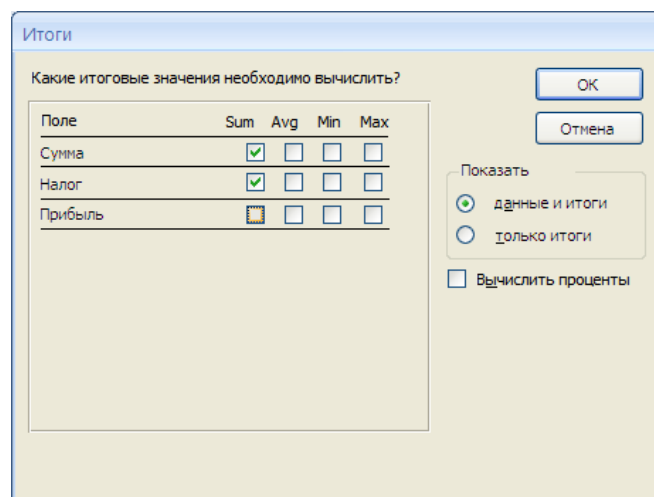 Итоги
Какие итоговые значения необходимо вычислить?
Поле Sum Avg Min Max
Сумма
Налог
Прибыль
ОК
Отмена
Показать
данные и итоги
только итоги
Вычислить проценты